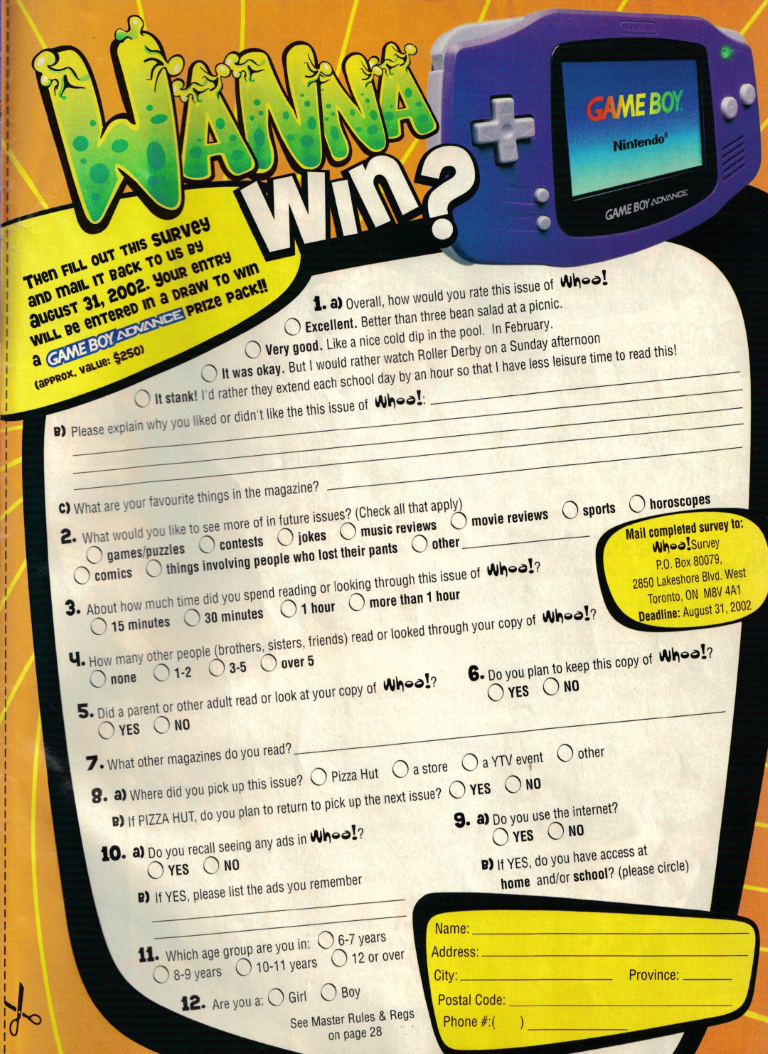 WANNA
Win?
GAME BOY
Nintendo®
GAME BOY ADVANCE
Then FILL OUT THIS SURVEY
and mail IT BACK TO US BY
august 31, 2002. YOUR ENTRY
WILL BE ENTERED IN a DRAW TO WIN
a GAME BOY ADVANCE PRIZE PACK!!
(approx. value: $250)
1. a) Overall, how would you rate this issue of Whoa!
Excellent. Better than three bean salad at a picnic.
Very good. Like a nice cold dip in the pool. In February.
It was okay. But I would rather watch Roller Derby on a Sunday afternoon
It stank! I'd rather they extend each school day by an hour so that I have less leisure time to read this!
B) Please explain why you liked or didn't like the this issue of Whoa!:
C) What are your favourite things in the magazine?
2. What would you like to see more of in future issues? (Check all that apply)
games/puzzles contests jokes music reviews movie reviews sports horoscopes
comics things involving people who lost their pants other
Mail completed survey to:
Whoa! Survey
P.O. Box 80079,
2850 Lakeshore Blvd. West
Toronto, ON M8V 4A1
Deadline: August 31, 2002
3. About how much time did you spend reading or looking through this issue of Whoa!?
15 minutes 30 minutes 1 hour more than 1 hour
4. How many other people (brothers, sisters, friends) read or looked through your copy of Whoa!?
none 1-2 3-5 over 5
5. Did a parent or other adult read or look at your copy of Whoa!?
YES NO
6. Do you plan to keep this copy of Whoa!?
YES NO
7. What other magazines do you read?
8. a) Where did you pick up this issue? Pizza Hut a store a YTV event other
B) If PIZZA HUT, do you plan to return to pick up the next issue? YES NO
9. a) Do you use the internet?
YES NO
B) If YES, do you have access at
home and/or school? (please circle)
10. a) Do you recall seeing any ads in Whoa!?
YES NO
B) If YES, please list the ads you remember
11. Which age group are you in: 6-7 years
8-9 years 10-11 years 12 or over
12. Are you a: Girl Boy
See Master Rules & Regs
on page 28
Name:
Address:
City: Province:
Postal Code:
Phone #:( )